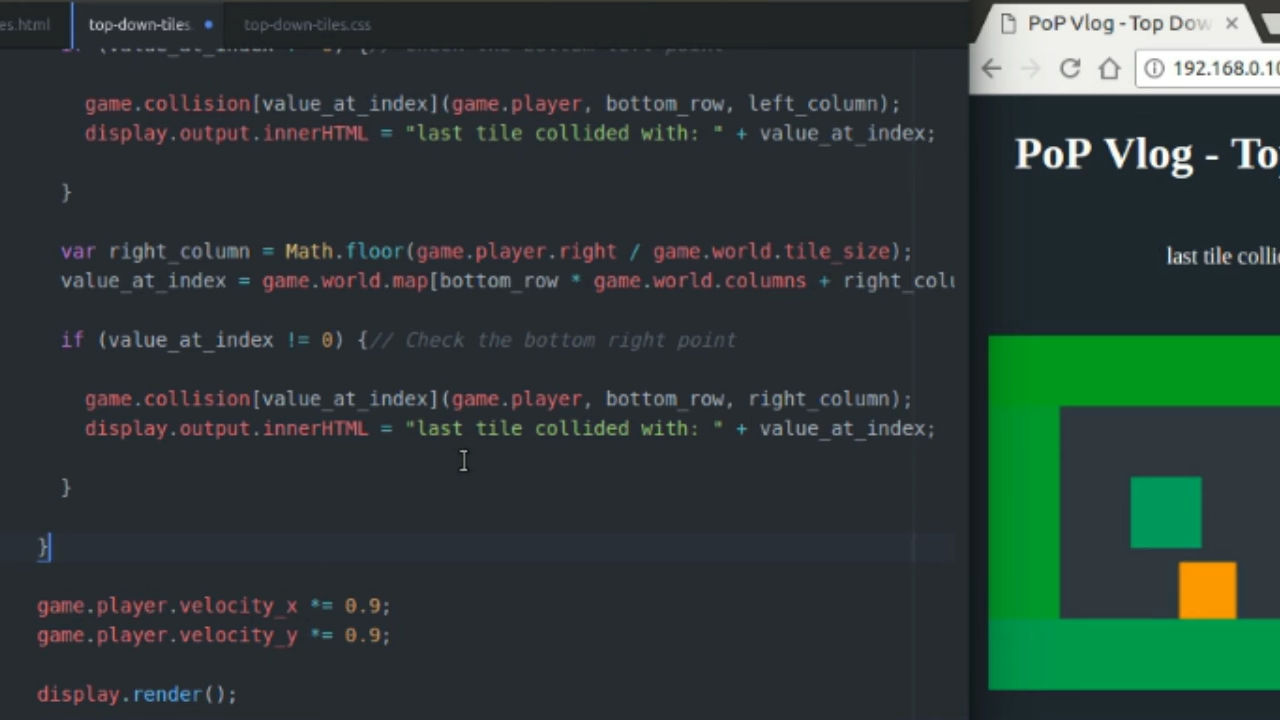 es.html
top-down-tiles.
top-down-tiles.css
game.collision[value_at_index](game.player, bottom_row, left_column);
display.output.innerHTML = "last tile collided with: " + value_at_index;
}
var right_column = Math.floor(game.player.right / game.world.tile_size);
value_at_index = game.world.map[bottom_row * game.world.columns + right_colu
if (value_at_index != 0) {// Check the bottom right point
game.collision[value_at_index](game.player, bottom_row, right_column);
display.output.innerHTML = "last tile collided with: " + value_at_index;
}
}
game.player.velocity_x *= 0.9;
game.player.velocity_y *= 0.9;
display.render();
PoP Vlog - Top Dow
192.168.0.10
PoP Vlog - To
last tile colli